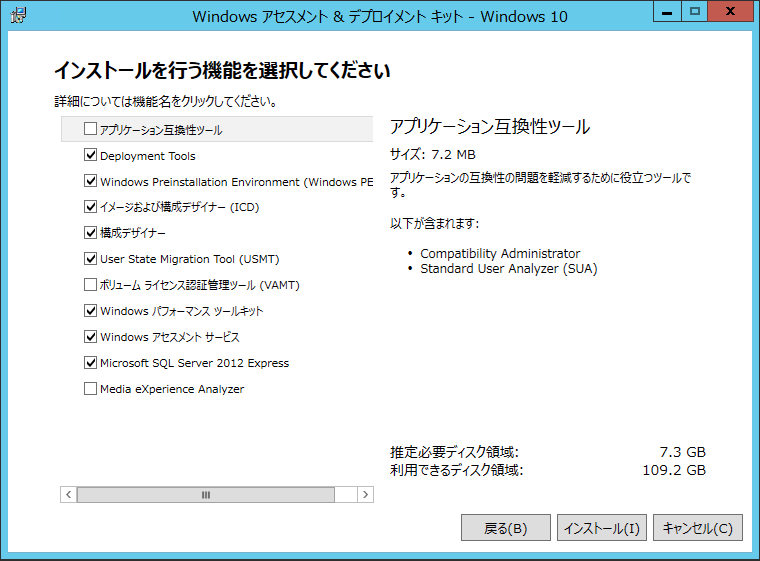 Windows アセスメント & デプロイメント キット - Windows 10
インストールを行う機能を選択してください
詳細については機能名をクリックしてください。
アプリケーション互換性ツール
Deployment Tools
Windows Preinstallation Environment (Windows PE
イメージおよび構成デザイナー (ICD)
構成デザイナー
User State Migration Tool (USMT)
ボリューム ライセンス認証管理ツール (VAMT)
Windows パフォーマンス ツールキット
Windows アセスメント サービス
Microsoft SQL Server 2012 Express
Media eXperience Analyzer
アプリケーション互換性ツール
サイズ: 7.2 MB
アプリケーションの互換性の問題を軽減するために役立つツールで
す。
以下が含まれます:
• Compatibility Administrator
• Standard User Analyzer (SUA)
推定必要ディスク領域: 7.3 GB
利用できるディスク領域: 109.2 GB
戻る(B) インストール(I) キャンセル(C)